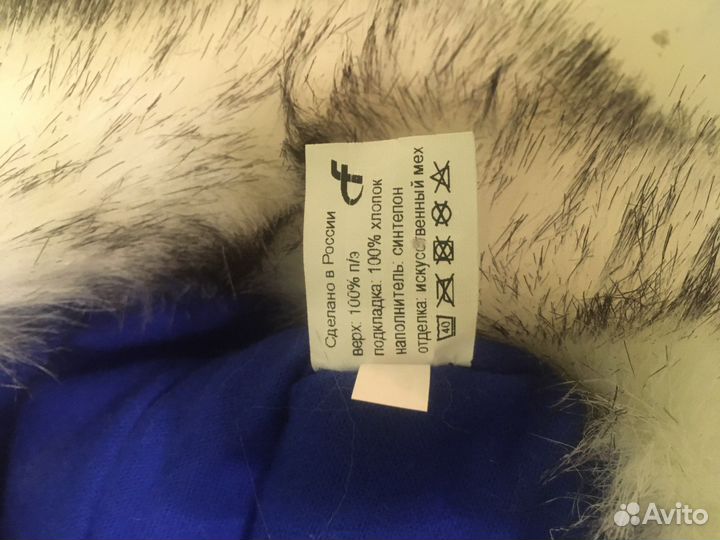 Сделано в России
верх: 100% п/э
подкладка: 100% хлопок
наполнитель: синтепон
отделка: искусственный мех
40
Avito